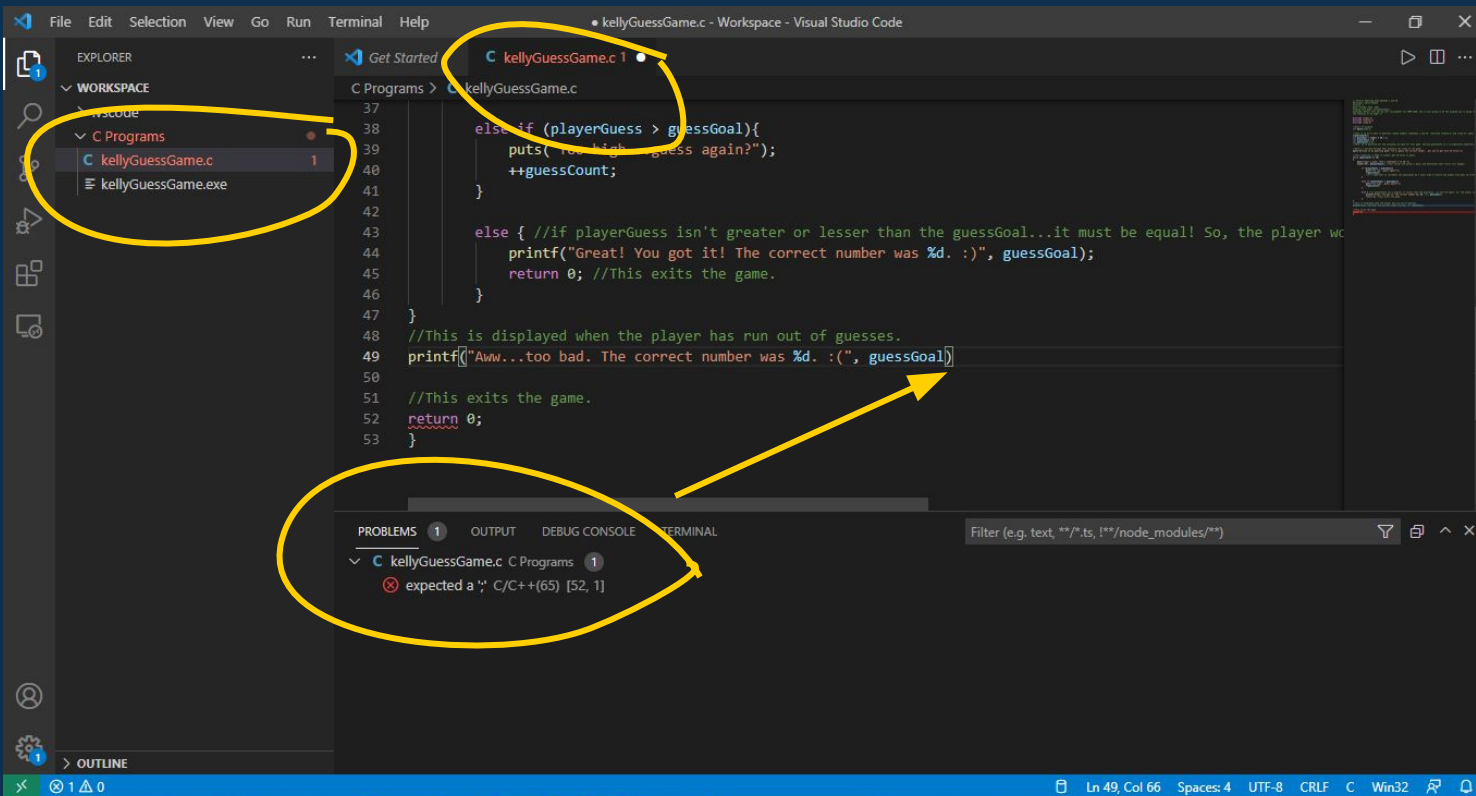 File Edit Selection View Go Run Terminal Help
● kellyGuessGame.c - Workspace - Visual Studio Code
EXPLORER
WORKSPACE
.vscode
C Programs
C kellyGuessGame.c 1
kellyGuessGame.exe
OUTLINE
Get Started
C kellyGuessGame.c 1 ●
C Programs > C kellyGuessGame.c
37
38 else if (playerGuess > guessGoal){
39 puts( high guess again?");
40 ++guessCount;
41 }
42
43 else { //if playerGuess isn't greater or lesser than the guessGoal...it must be equal! So, the player wo
44 printf("Great! You got it! The correct number was %d. :)", guessGoal);
45 return 0; //This exits the game.
46 }
47 }
48 //This is displayed when the player has run out of guesses.
49 printf("Aww...too bad. The correct number was %d. :(", guessGoal)
50
51 //This exits the game.
52 return 0;
53 }
PROBLEMS 1 OUTPUT DEBUG CONSOLE TERMINAL
Filter (e.g. text, **/*.ts, !**/node_modules/**)
C kellyGuessGame.c C Programs 1
expected a ';' C/C++(65) [52, 1]
1
1
1 0
Ln 49, Col 66 Spaces: 4 UTF-8 CRLF C Win32